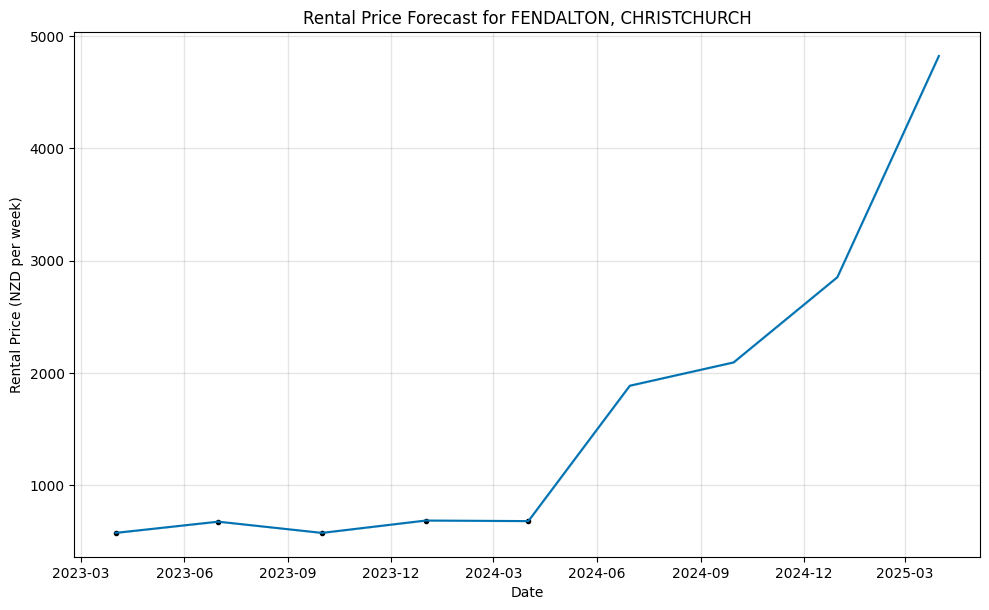 Rental Price Forecast for FENDALTON, CHRISTCHURCH
Rental Price (NZD per week)
5000
4000
3000
2000
1000
2023-03 2023-06 2023-09 2023-12 2024-03 2024-06 2024-09 2024-12 2025-03
Date